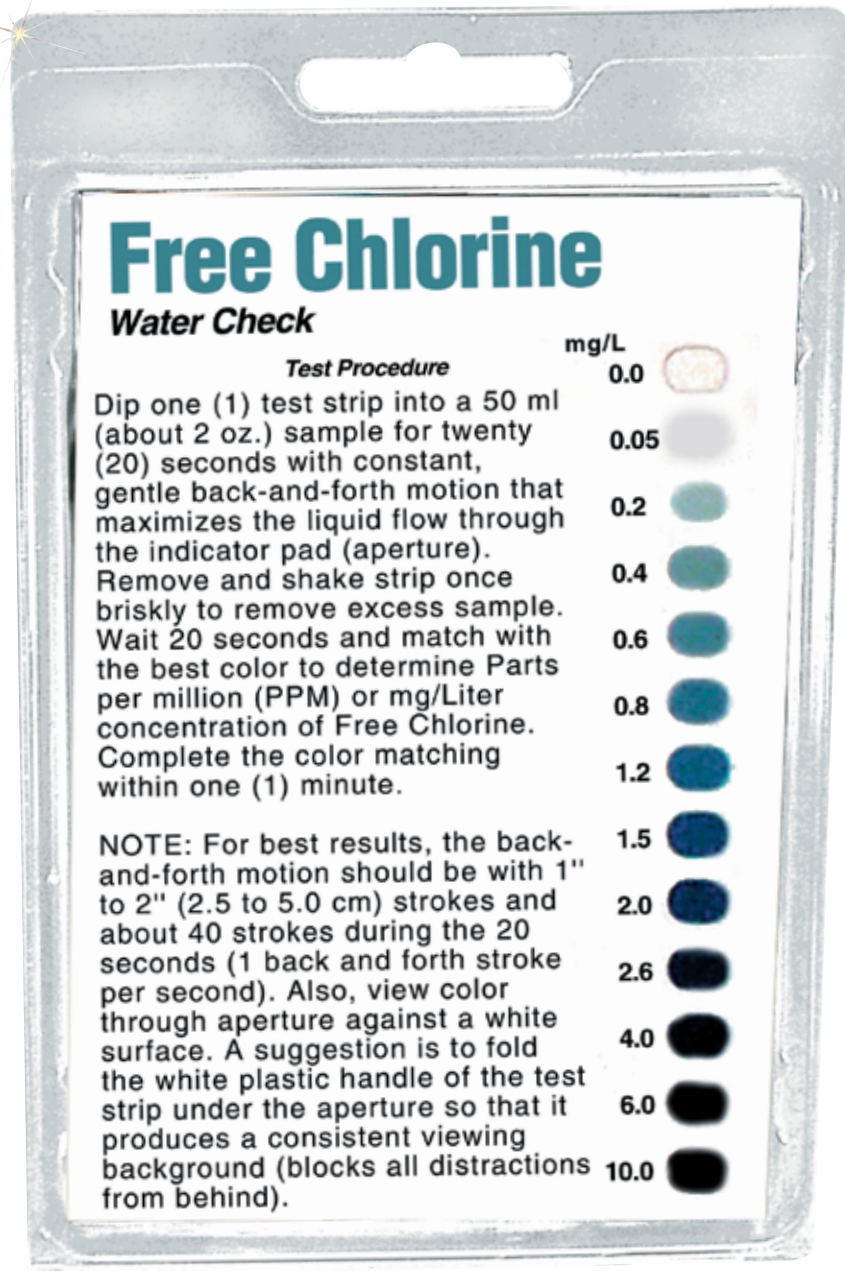 Free Chlorine
Water Check
Test Procedure
Dip one (1) test strip into a 50 ml
(about 2 oz.) sample for twenty
(20) seconds with constant,
gentle back-and-forth motion that
maximizes the liquid flow through
the indicator pad (aperture).
Remove and shake strip once
briskly to remove excess sample.
Wait 20 seconds and match with
the best color to determine Parts
per million (PPM) or mg/Liter
concentration of Free Chlorine.
Complete the color matching
within one (1) minute.
NOTE: For best results, the back-
and-forth motion should be with 1"
to 2" (2.5 to 5.0 cm) strokes and
about 40 strokes during the 20
seconds (1 back and forth stroke
per second). Also, view color
through aperture against a white
surface. A suggestion is to fold
the white plastic handle of the test
strip under the aperture so that it
produces a consistent viewing
background (blocks all distractions
from behind).
mg/L
0.0
0.05
0.2
0.4
0.6
0.8
1.2
1.5
2.0
2.6
4.0
6.0
10.0